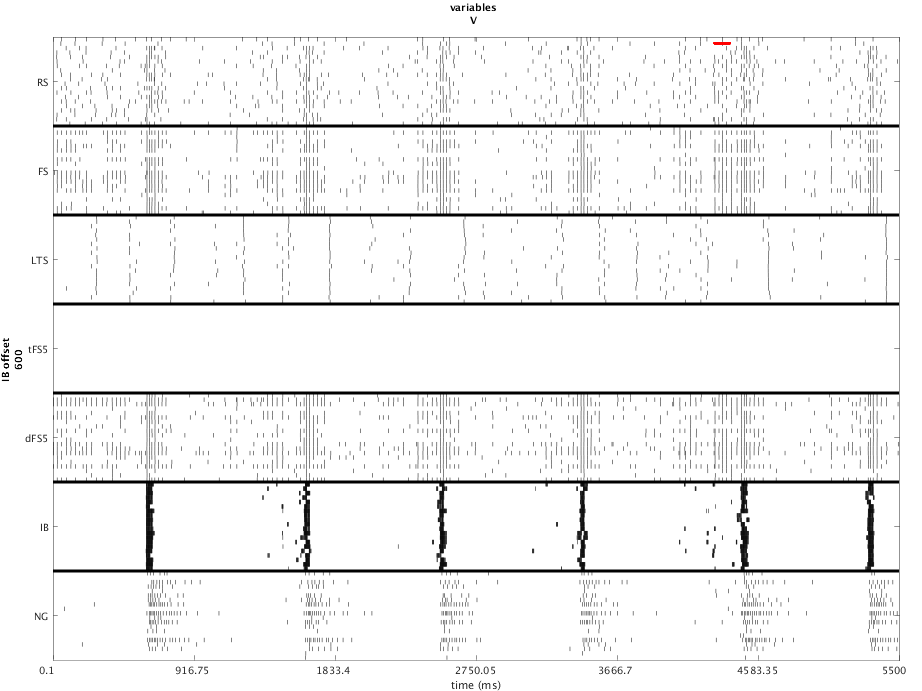 variables
V
RS
FS
LTS
tFS5
dFS5
IB
NG
IB offset
600
0.1 916.75 1833.4 2750.05 3666.7 4583.35 5500
time (ms)